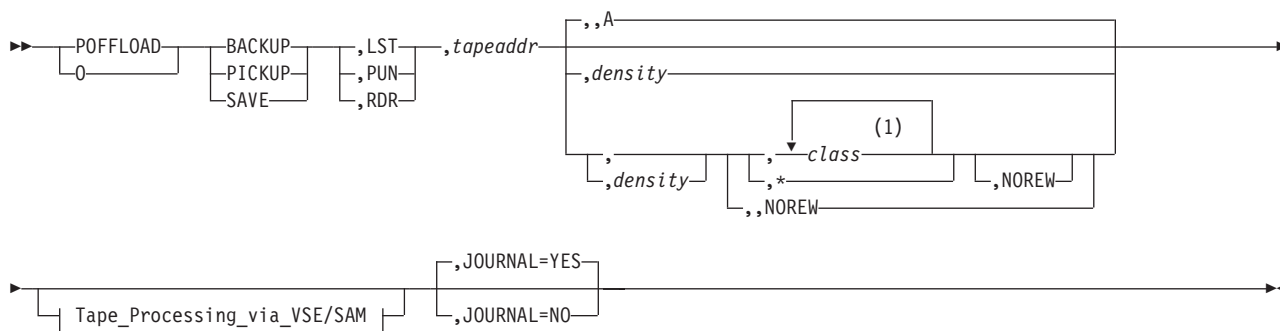 ,,A
POFFLOAD BACKUP ,LST ,tapeaddr
O PICKUP ,PUN ,density
SAVE ,RDR
(1)
, , class
,density ,* ,NOREW
,,NOREW
,JOURNAL=YES
Tape_Processing_via_VSE/SAM ,JOURNAL=NO